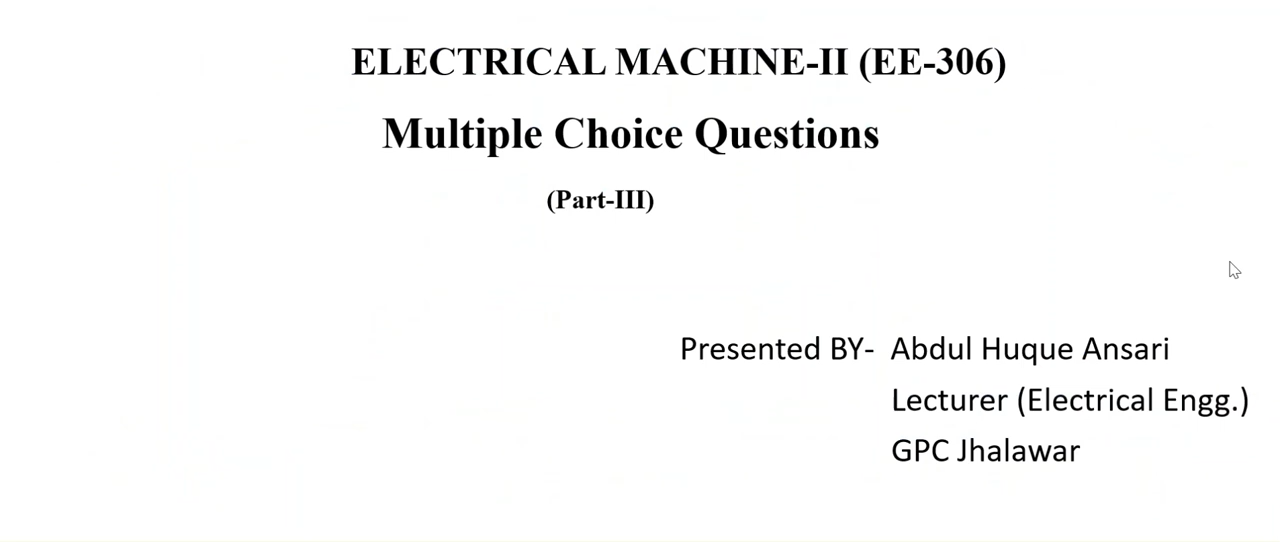 ELECTRICAL MACHINE-II (EE-306)
Multiple Choice Questions
(Part-III)
Presented BY- Abdul Huque Ansari
Lecturer (Electrical Engg.)
GPC Jhalawar